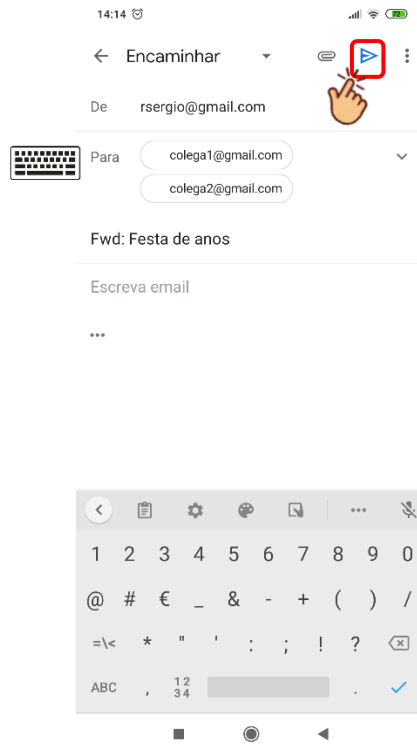 14:14 72
Encaminhar
De rsergio@gmail.com
Para colega1@gmail.com
colega2@gmail.com
Fwd: Festa de anos
Escreva email
1 2 3 4 5 6 7 8 9 0
@ # € _ & - + ( ) /
=\< * " ' : ; ! ?
ABC , 12 34 .